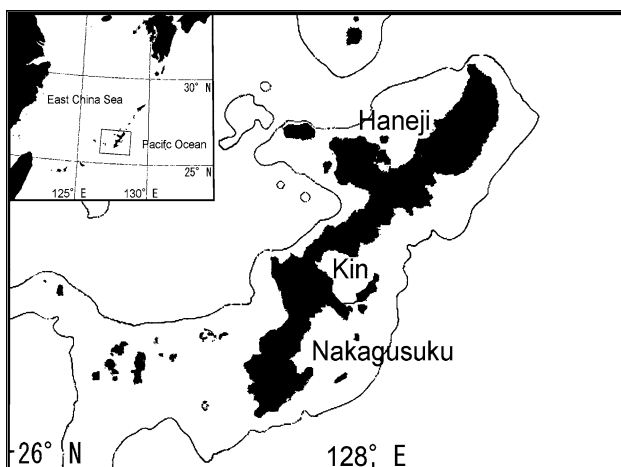 30° N
East China Sea
Pacifc Ocean
25° N
125° E
130° E
Haneji
Kin
Nakagusuku
26° N
128° E